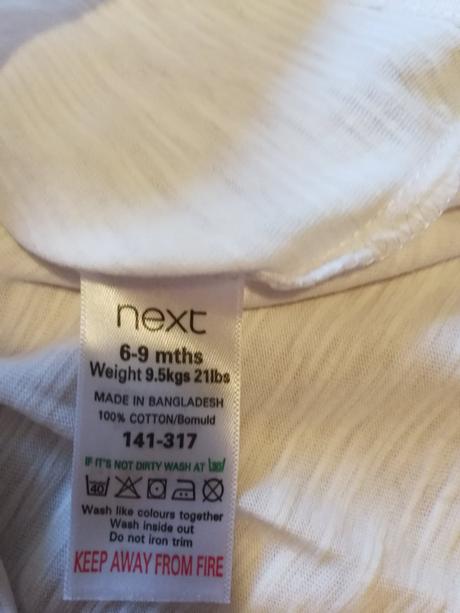 next
6-9 mths
Weight 9.5kgs 21lbs
MADE IN BANGLADESH
100% COTTON/Bomuld
141-317
IF IT'S NOT DIRTY WASH AT 30
40
Wash like colours together
Wash inside out
Do not iron trim
KEEP AWAY FROM FIRE